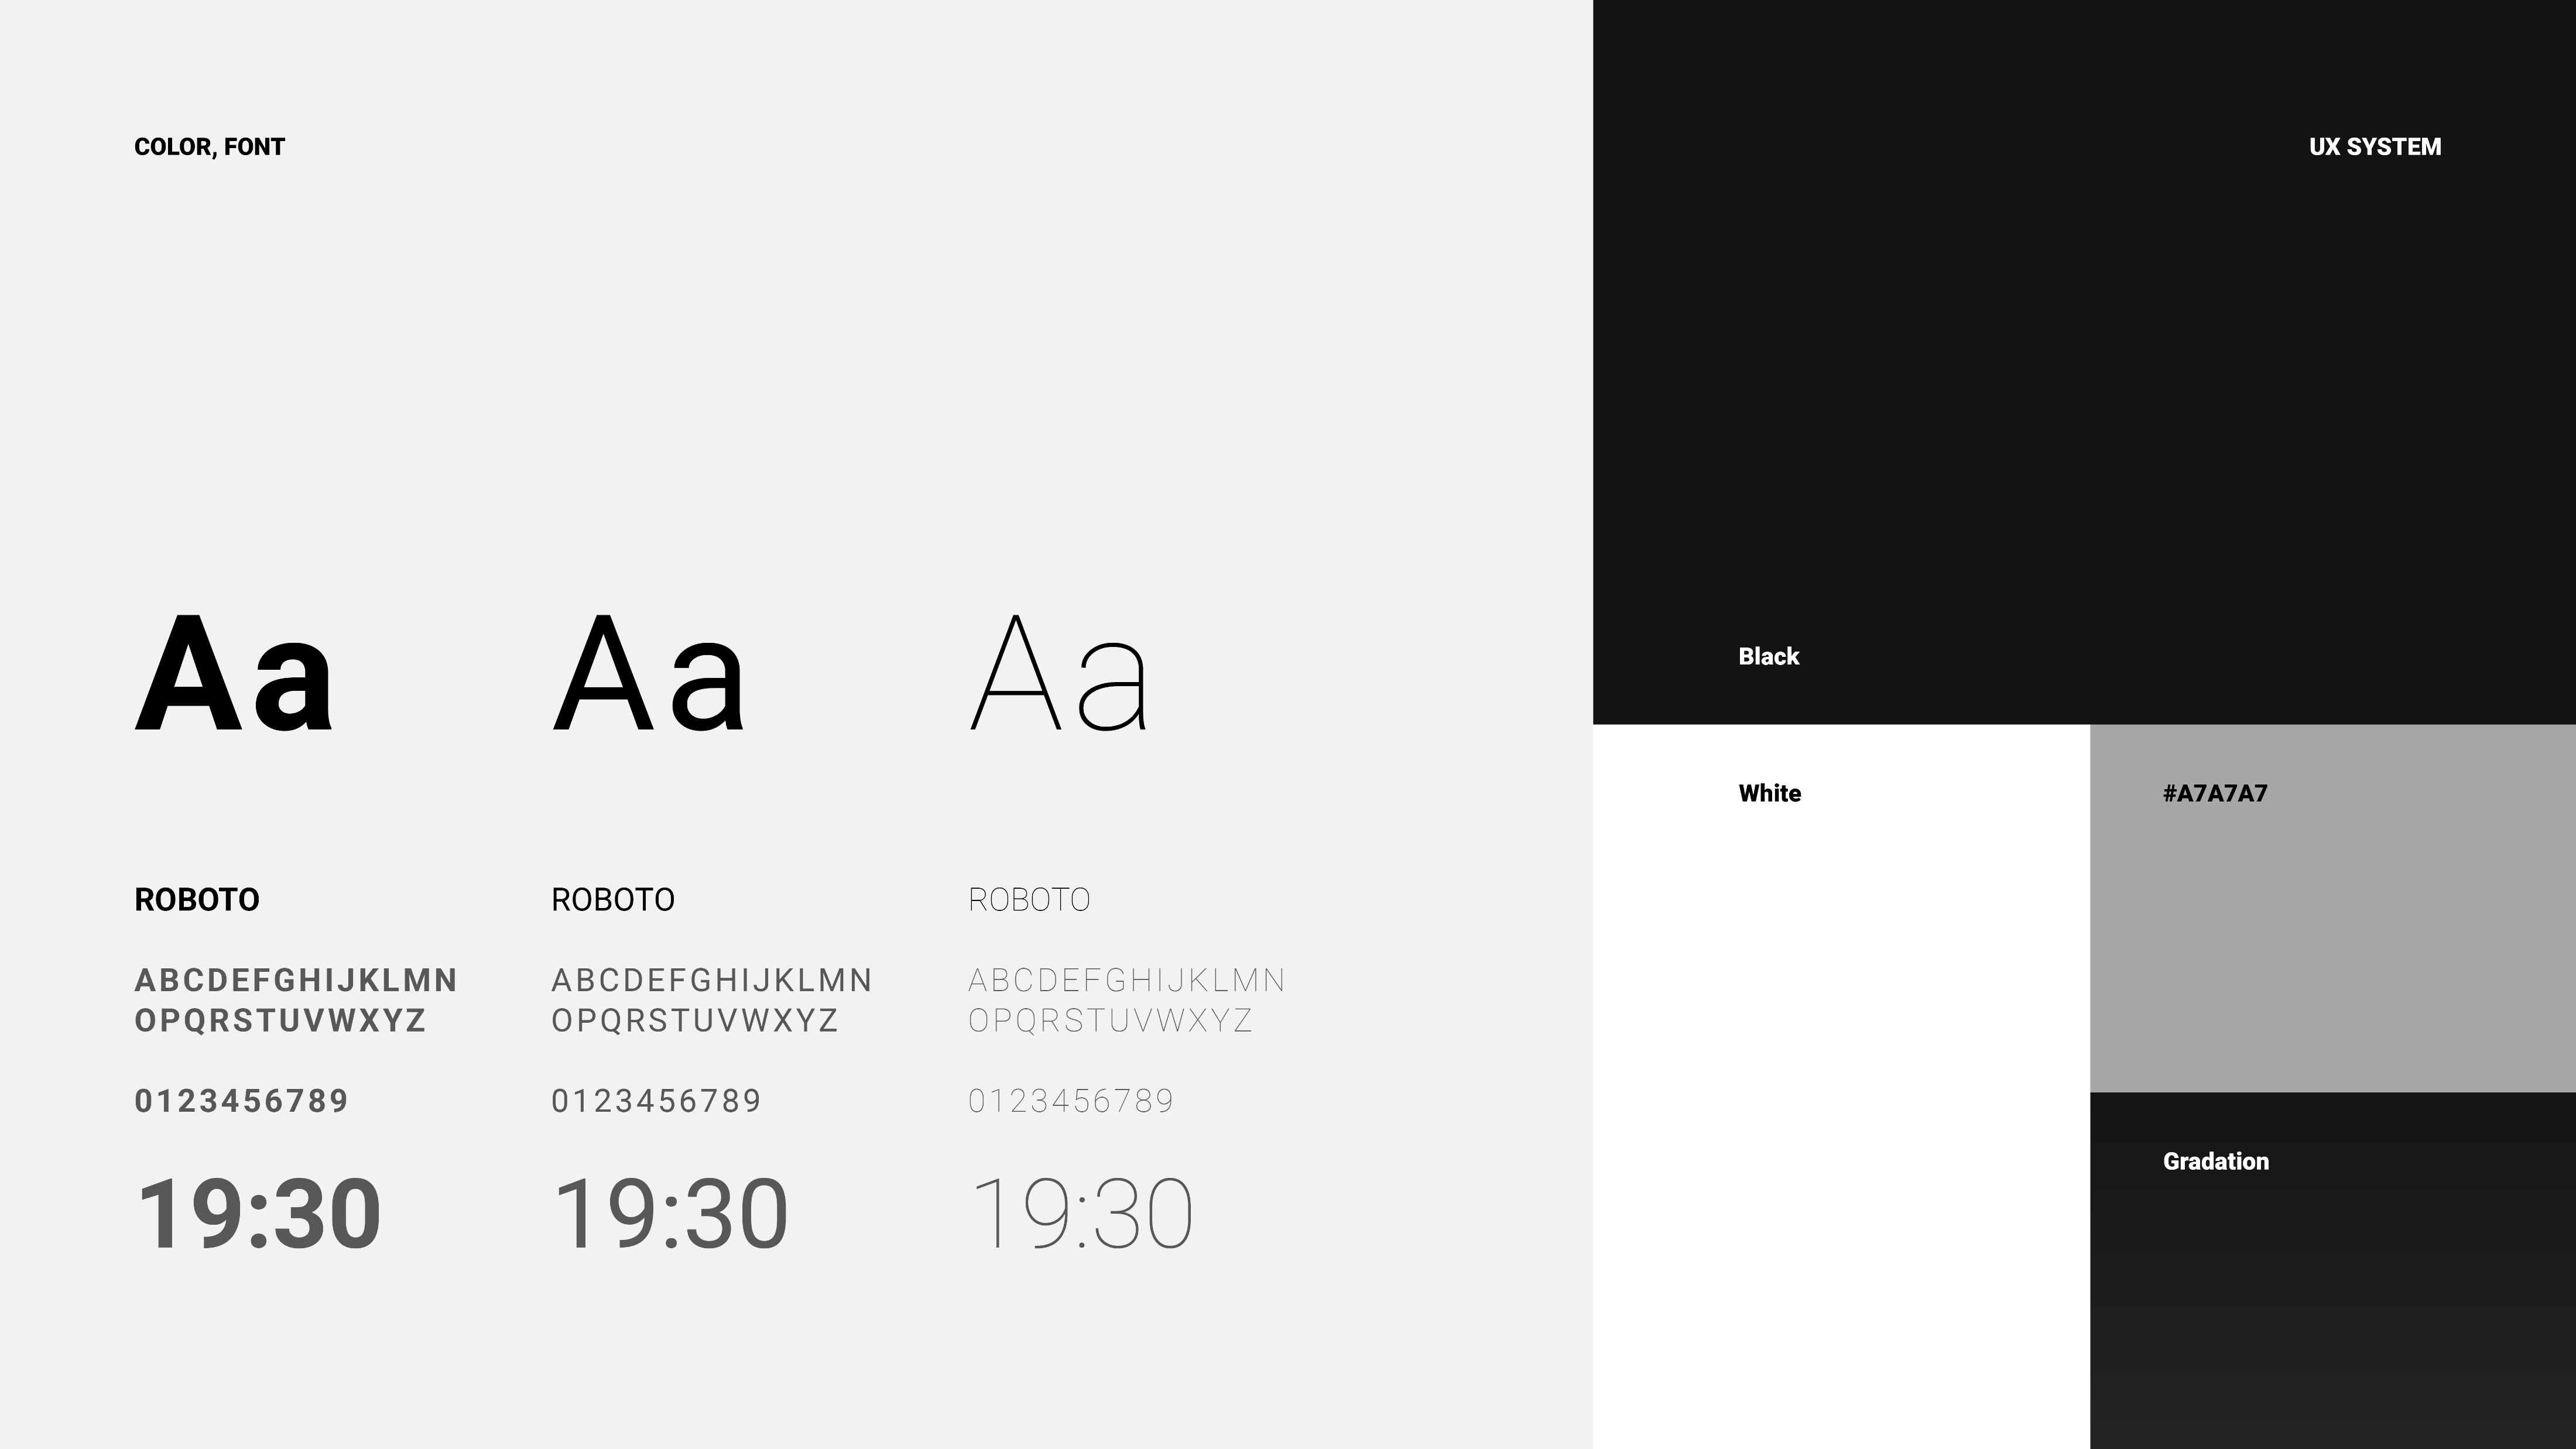 COLOR, FONT
UX SYSTEM
Aa
Aa
Aa
ROBOTO
ABCDEFGHIJKLMN
OPQRSTUVWXYZ
0123456789
19:30
ROBOTO
ABCDEFGHIJKLMN
OPQRSTUVWXYZ
0123456789
19:30
ROBOTO
ABCDEFGHIJKLMN
OPQRSTUVWXYZ
0123456789
19:30
Black
White
#A7A7A7
Gradation